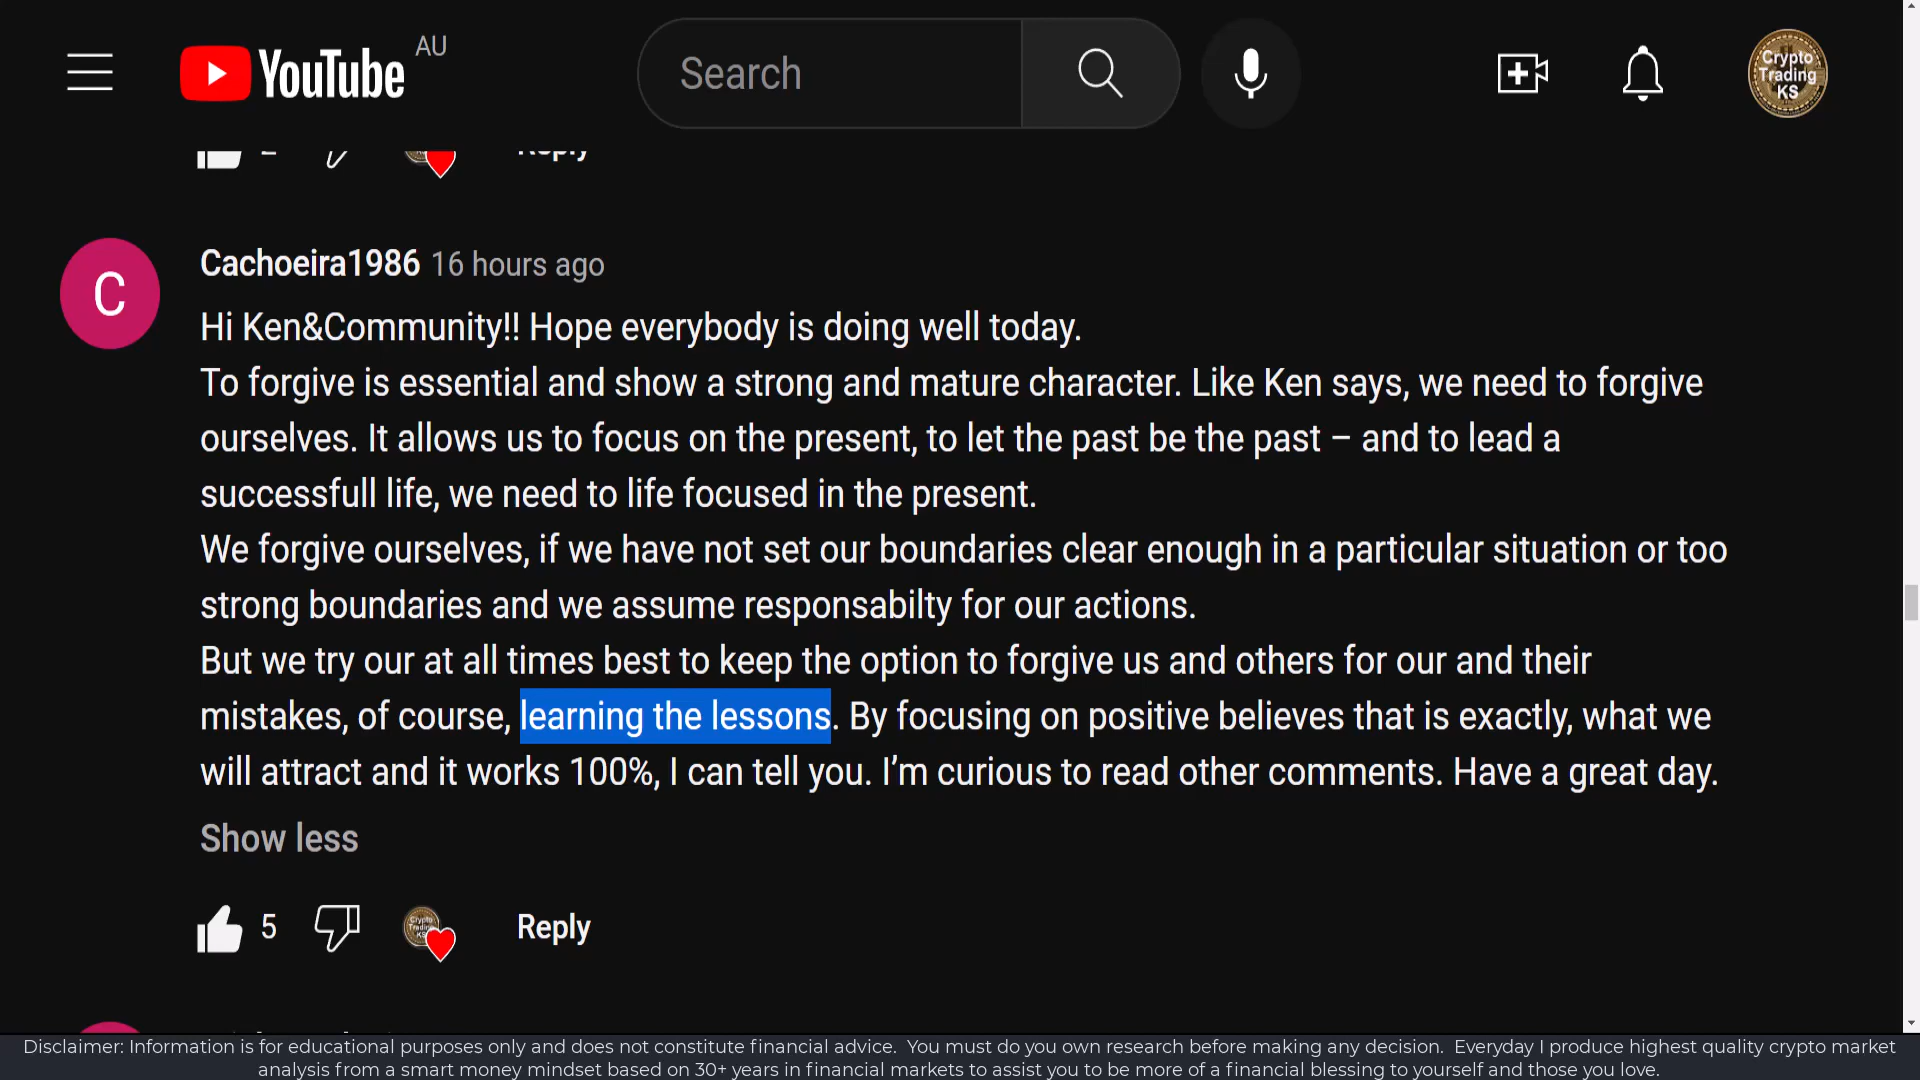 YouTube AU
Search
Crypto
Trading
KS
2 Reply
C
Cachoeira1986 16 hours ago
Hi Ken&Community!! Hope everybody is doing well today.
To forgive is essential and show a strong and mature character. Like Ken says, we need to forgive
ourselves. It allows us to focus on the present, to let the past be the past – and to lead a
successfull life, we need to life focused in the present.
We forgive ourselves, if we have not set our boundaries clear enough in a particular situation or too
strong boundaries and we assume responsabilty for our actions.
But we try our at all times best to keep the option to forgive us and others for our and their
mistakes, of course, learning the lessons. By focusing on positive believes that is exactly, what we
will attract and it works 100%, I can tell you. I’m curious to read other comments. Have a great day.
Show less
5 Reply
Disclaimer: Information is for educational purposes only and does not constitute financial advice. You must do you own research before making any decision. Everyday I produce highest quality crypto market
analysis from a smart money mindset based on 30+ years in financial markets to assist you to be more of a financial blessing to yourself and those you love.